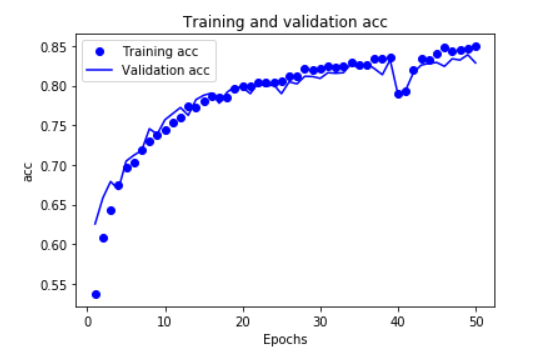 Training and validation acc
Training acc
Validation acc
acc
0.85
0.80
0.75
0.70
0.65
0.60
0.55
0 10 20 30 40 50
Epochs